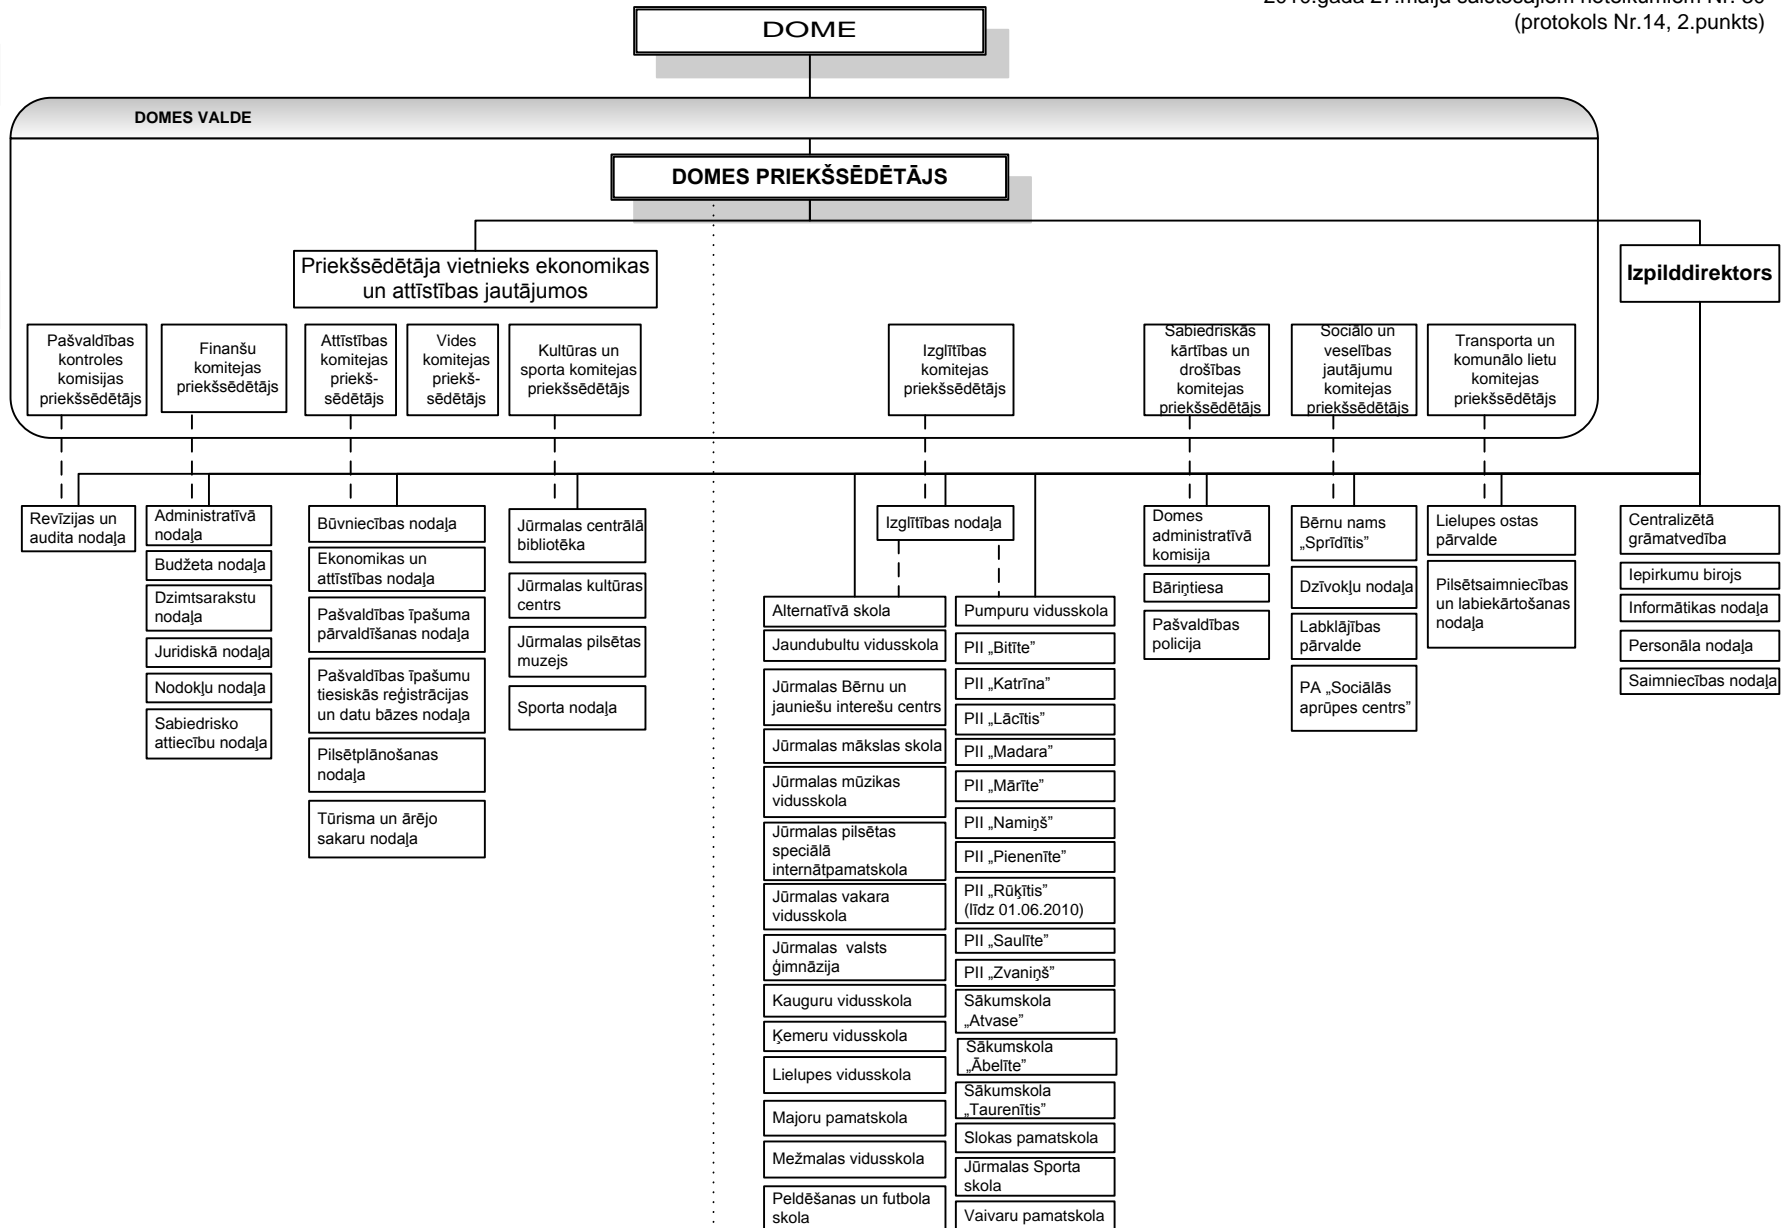 (protokols Nr.14, 2.punkts)
DOME
DOMES VALDE
DOMES PRIEKŠSĒDĒTĀJS
Priekšsēdētāja vietnieks ekonomikas
un attīstības jautājumos
Izpilddirektors
Pašvaldības
kontroles
komisijas
priekšsēdētājs
Finanšu
komitejas
priekšsēdētājs
Attīstības
komitejas
priekš-
sēdētājs
Vides
komitejas
priekš-
sēdētājs
Kultūras un
sporta komitejas
priekšsēdētājs
Izglītības
komitejas
priekšsēdētājs
Sabiedriskās
kārtības un
drošības
komitejas
priekšsēdētājs
Sociālo un
veselības
jautājumu
komitejas
priekšsēdētājs
Transporta un
komunālo lietu
komitejas
priekšsēdētājs
Revīzijas un
audita nodaļa
Administratīvā
nodaļa
Budžeta nodaļa
Dzimtsarakstu
nodaļa
Juridiskā nodaļa
Nodokļu nodaļa
Sabiedrisko
attiecību nodaļa
Būvniecības nodaļa
Ekonomikas un
attīstības nodaļa
Pašvaldības īpašuma
pārvaldīšanas nodaļa
Pašvaldības īpašumu
tiesiskās reģistrācijas
un datu bāzes nodaļa
Pilsētplānošanas
nodaļa
Tūrisma un ārējo
sakaru nodaļa
Jūrmalas centrālā
bibliotēka
Jūrmalas kultūras
centrs
Jūrmalas pilsētas
muzejs
Sporta nodaļa
Izglītības nodaļa
Alternatīvā skola
Jaundubultu vidusskola
Jūrmalas Bērnu un
jauniešu interešu centrs
Jūrmalas mākslas skola
Jūrmalas mūzikas
vidusskola
Jūrmalas pilsētas
speciālā
internātpamatskola
Jūrmalas vakara
vidusskola
Jūrmalas valsts
ģimnāzija
Kauguru vidusskola
Ķemeru vidusskola
Lielupes vidusskola
Majoru pamatskola
Mežmalas vidusskola
Peldēšanas un futbola
skola
Pumpuru vidusskola
PII „Bitīte”
PII „Katrīna”
PII „Lācītis”
PII „Madara”
PII „Mārīte”
PII „Namiņš”
PII „Pienenīte”
PII „Rūķītis”
(līdz 01.06.2010)
PII „Saulīte”
PII „Zvaniņš”
Sākumskola
„Atvase”
Sākumskola
„Ābelīte”
Sākumskola
„Taurenītis”
Slokas pamatskola
Jūrmalas Sporta
skola
Vaivaru pamatskola
Domes
administratīvā
komisija
Bāriņtiesa
Pašvaldības
policija
Bērnu nams
„Sprīdītis”
Dzīvokļu nodaļa
Labklājības
pārvalde
PA „Sociālās
aprūpes centrs”
Lielupes ostas
pārvalde
Pilsētsaimniecības
un labiekārtošanas
nodaļa
Centralizētā
grāmatvedība
Iepirkumu birojs
Informātikas nodaļa
Personāla nodaļa
Saimniecības nodaļa